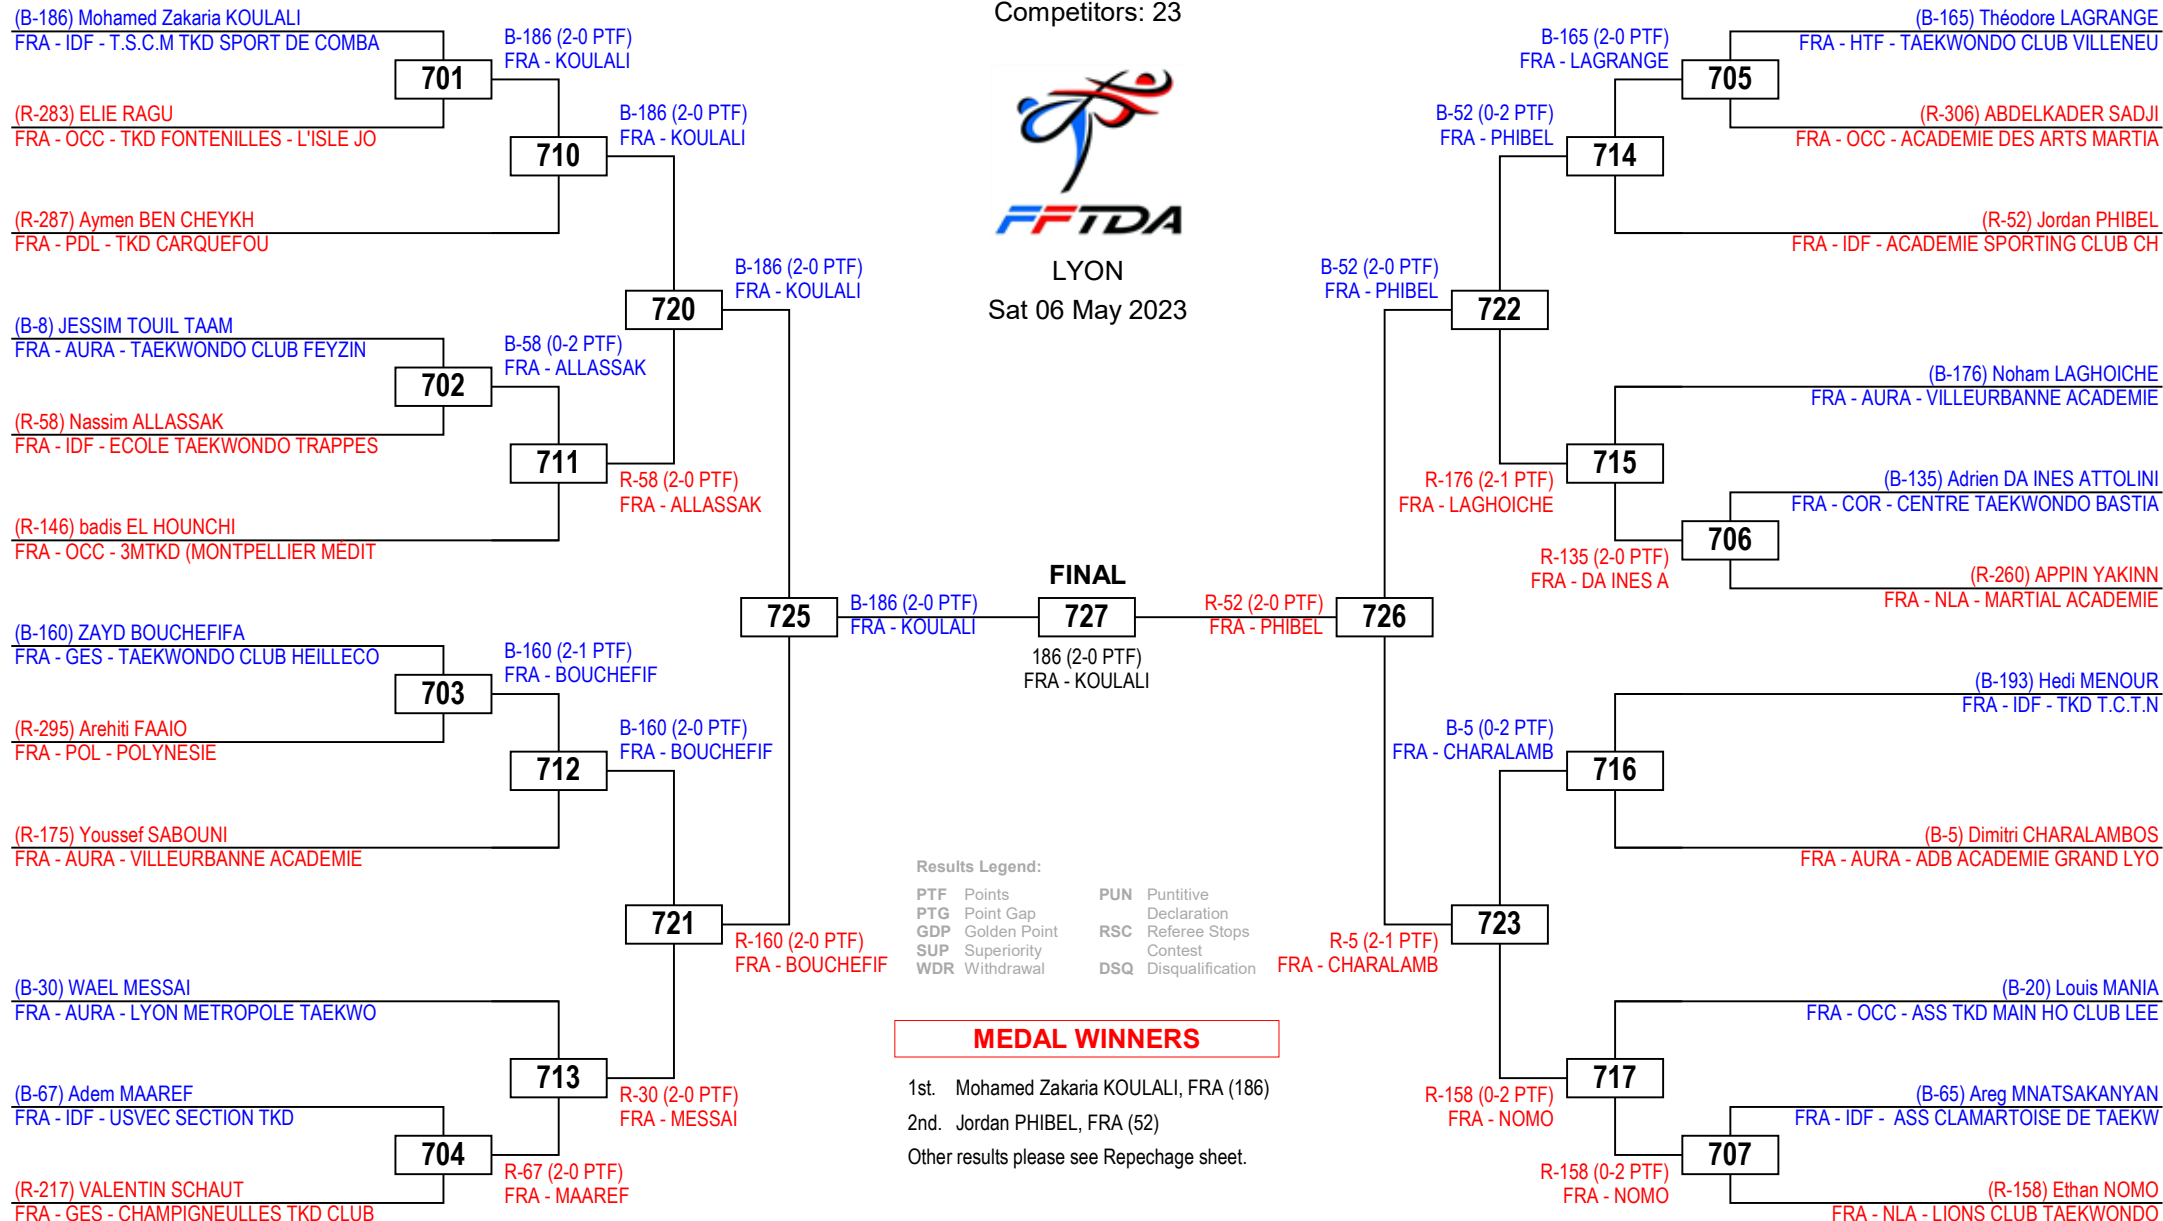 (B-186) Mohamed Zakaria KOULALI
FRA - IDF - T.S.C.M TKD SPORT DE COMBA
701
(R-283) ELIE RAGU
FRA - OCC - TKD FONTENILLES - L'ISLE JO
B-186 (2-0 PTF)
FRA - KOULALI
710
(R-287) Aymen BEN CHEYKH
FRA - PDL - TKD CARQUEFOU
B-186 (2-0 PTF)
FRA - KOULALI
720
(B-8) JESSIM TOUIL TAAM
FRA - AURA - TAEKWONDO CLUB FEYZIN
702
(R-58) Nassim ALLASSAK
FRA - IDF - ECOLE TAEKWONDO TRAPPES
B-58 (0-2 PTF)
FRA - ALLASSAK
711
(R-146) badis EL HOUNCHI
FRA - OCC - 3MTKD (MONTPELLIER MÉDIT
R-58 (2-0 PTF)
FRA - ALLASSAK
B-186 (2-0 PTF)
FRA - KOULALI
725
(B-160) ZAYD BOUCHEFIFA
FRA - GES - TAEKWONDO CLUB HEILLECO
703
(R-295) Arehiti FAAIO
FRA - POL - POLYNESIE
B-160 (2-1 PTF)
FRA - BOUCHEFIF
712
(R-175) Youssef SABOUNI
FRA - AURA - VILLEURBANNE ACADEMIE
B-160 (2-0 PTF)
FRA - BOUCHEFIF
721
R-160 (2-0 PTF)
FRA - BOUCHEFIF
(B-30) WAEL MESSAI
FRA - AURA - LYON METROPOLE TAEKWO
713
R-30 (2-0 PTF)
FRA - MESSAI
(B-67) Adem MAAREF
FRA - IDF - USVEC SECTION TKD
704
R-67 (2-0 PTF)
FRA - MAAREF
(R-217) VALENTIN SCHAUT
FRA - GES - CHAMPIGNEULLES TKD CLUB
Competitors: 23
FFTDA
LYON
Sat 06 May 2023
FINAL
B-186 (2-0 PTF)
FRA - KOULALI
727
R-52 (2-0 PTF)
FRA - PHIBEL
186 (2-0 PTF)
FRA - KOULALI
Results Legend:
PTF Points
PTG Point Gap
GDP Golden Point
SUP Superiority
WDR Withdrawal
PUN Puntitive
Declaration
RSC Referee Stops
Contest
DSQ Disqualification
MEDAL WINNERS
1st. Mohamed Zakaria KOULALI, FRA (186)
2nd. Jordan PHIBEL, FRA (52)
Other results please see Repechage sheet.
(B-165) Théodore LAGRANGE
FRA - HTF - TAEKWONDO CLUB VILLENEU
705
(R-306) ABDELKADER SADJI
FRA - OCC - ACADEMIE DES ARTS MARTIA
B-165 (2-0 PTF)
FRA - LAGRANGE
714
(R-52) Jordan PHIBEL
FRA - IDF - ACADEMIE SPORTING CLUB CH
B-52 (0-2 PTF)
FRA - PHIBEL
722
B-52 (2-0 PTF)
FRA - PHIBEL
(B-176) Noham LAGHOICHE
FRA - AURA - VILLEURBANNE ACADEMIE
715
R-176 (2-1 PTF)
FRA - LAGHOICHE
(B-135) Adrien DA INES ATTOLINI
FRA - COR - CENTRE TAEKWONDO BASTIA
706
R-135 (2-0 PTF)
FRA - DA INES A
(R-260) APPIN YAKINN
FRA - NLA - MARTIAL ACADEMIE
726
(B-193) Hedi MENOUR
FRA - IDF - TKD T.C.T.N
716
B-5 (0-2 PTF)
FRA - CHARALAMB
(B-5) Dimitri CHARALAMBOS
FRA - AURA - ADB ACADEMIE GRAND LYO
723
R-5 (2-1 PTF)
FRA - CHARALAMB
(B-20) Louis MANIA
FRA - OCC - ASS TKD MAIN HO CLUB LEE
717
R-158 (0-2 PTF)
FRA - NOMO
(B-65) Areg MNATSAKANYAN
FRA - IDF - ASS CLAMARTOISE DE TAEKW
707
R-158 (0-2 PTF)
FRA - NOMO
(R-158) Ethan NOMO
FRA - NLA - LIONS CLUB TAEKWONDO